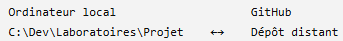 Ordinateur local          GitHub
C:\Dev\Laboratoires\Projet   ↔   Dépôt distant